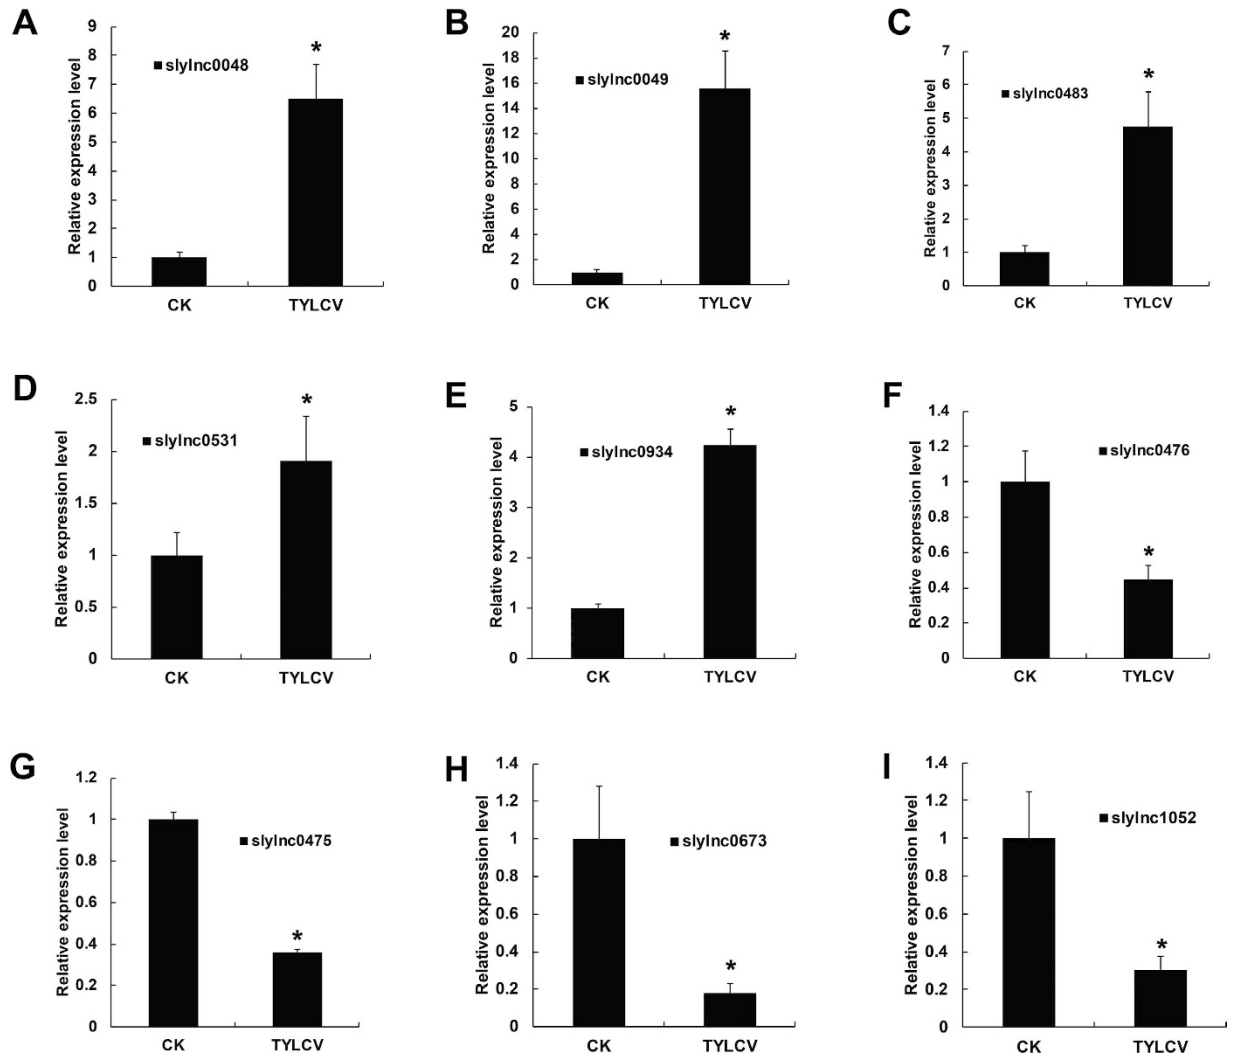 A
Relative expression level
9
8
7
6
5
4
3
2
1
0
slylnc0048
*
CK
TYLCV
B
Relative expression level
20
18
16
14
12
10
8
6
4
2
0
slylnc0049
*
CK
TYLCV
C
Relative expression level
7
6
5
4
3
2
1
0
slylnc0483
*
CK
TYLCV
D
Relative expression level
2.5
2
1.5
1
0.5
0
slylnc0531
*
CK
TYLCV
E
Relative expression level
5
4
3
2
1
0
slylnc0934
*
CK
TYLCV
F
Relative expression level
1.4
1.2
1
0.8
0.6
0.4
0.2
0
slylnc0476
*
CK
TYLCV
G
Relative expression level
1.2
1
0.8
0.6
0.4
0.2
0
slylnc0475
*
CK
TYLCV
H
Relative expression level
1.4
1.2
1
0.8
0.6
0.4
0.2
0
slylnc0673
*
CK
TYLCV
I
Relative expression level
1.4
1.2
1
0.8
0.6
0.4
0.2
0
slylnc1052
*
CK
TYLCV